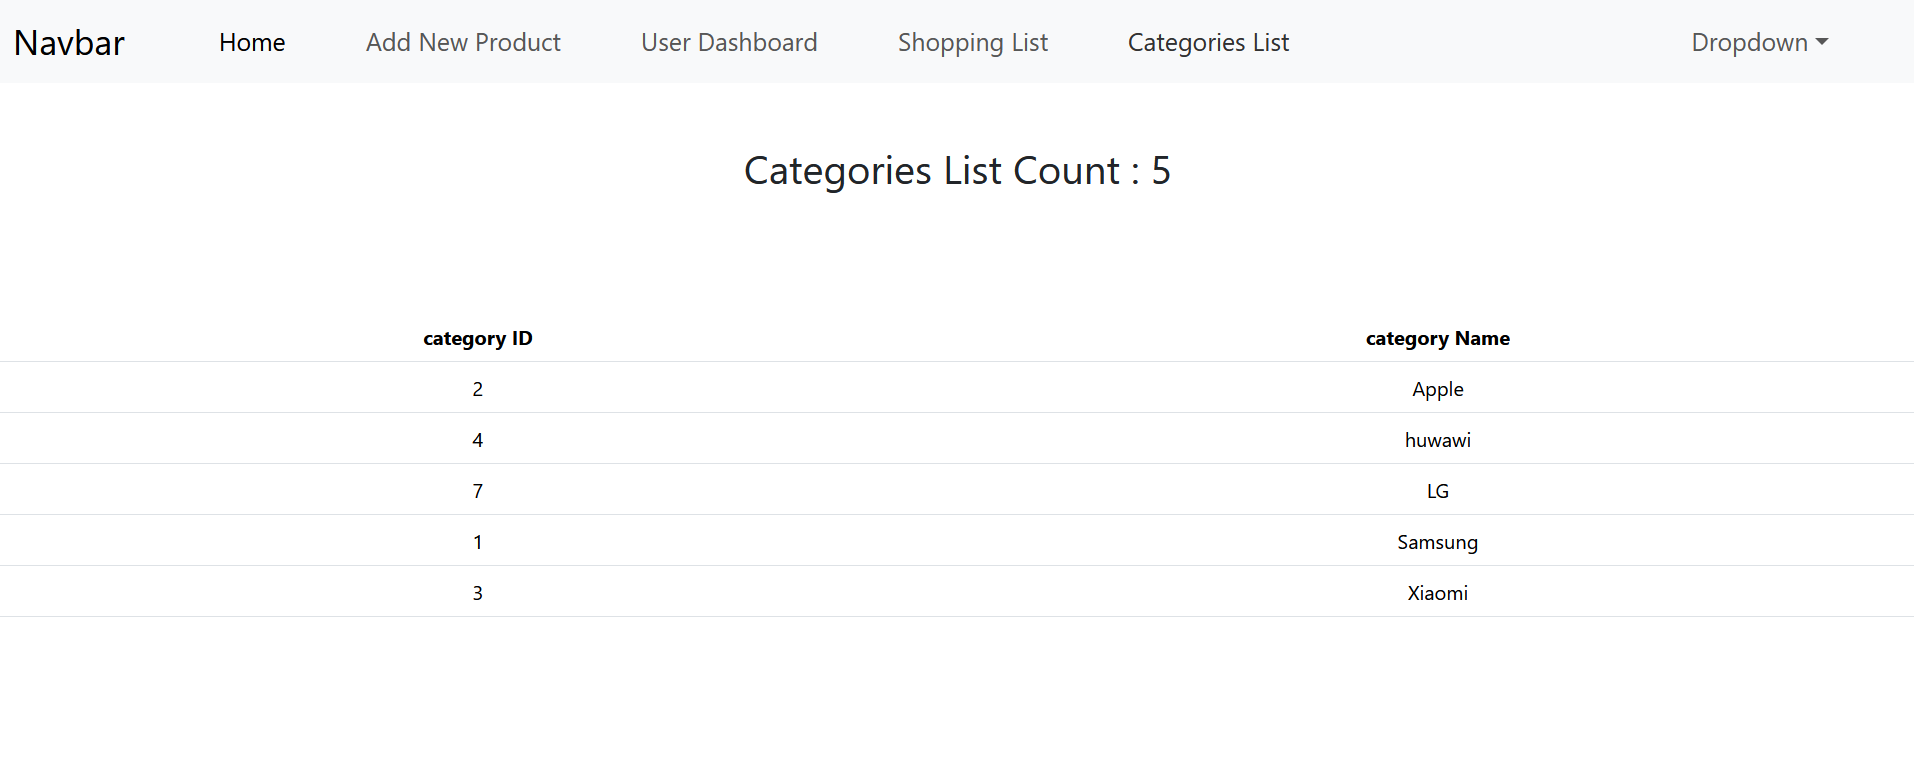 Navbar Home Add New Product User Dashboard Shopping List Categories List Dropdown
Categories List Count : 5
category ID category Name
2 Apple
4 huwawi
7 LG
1 Samsung
3 Xiaomi